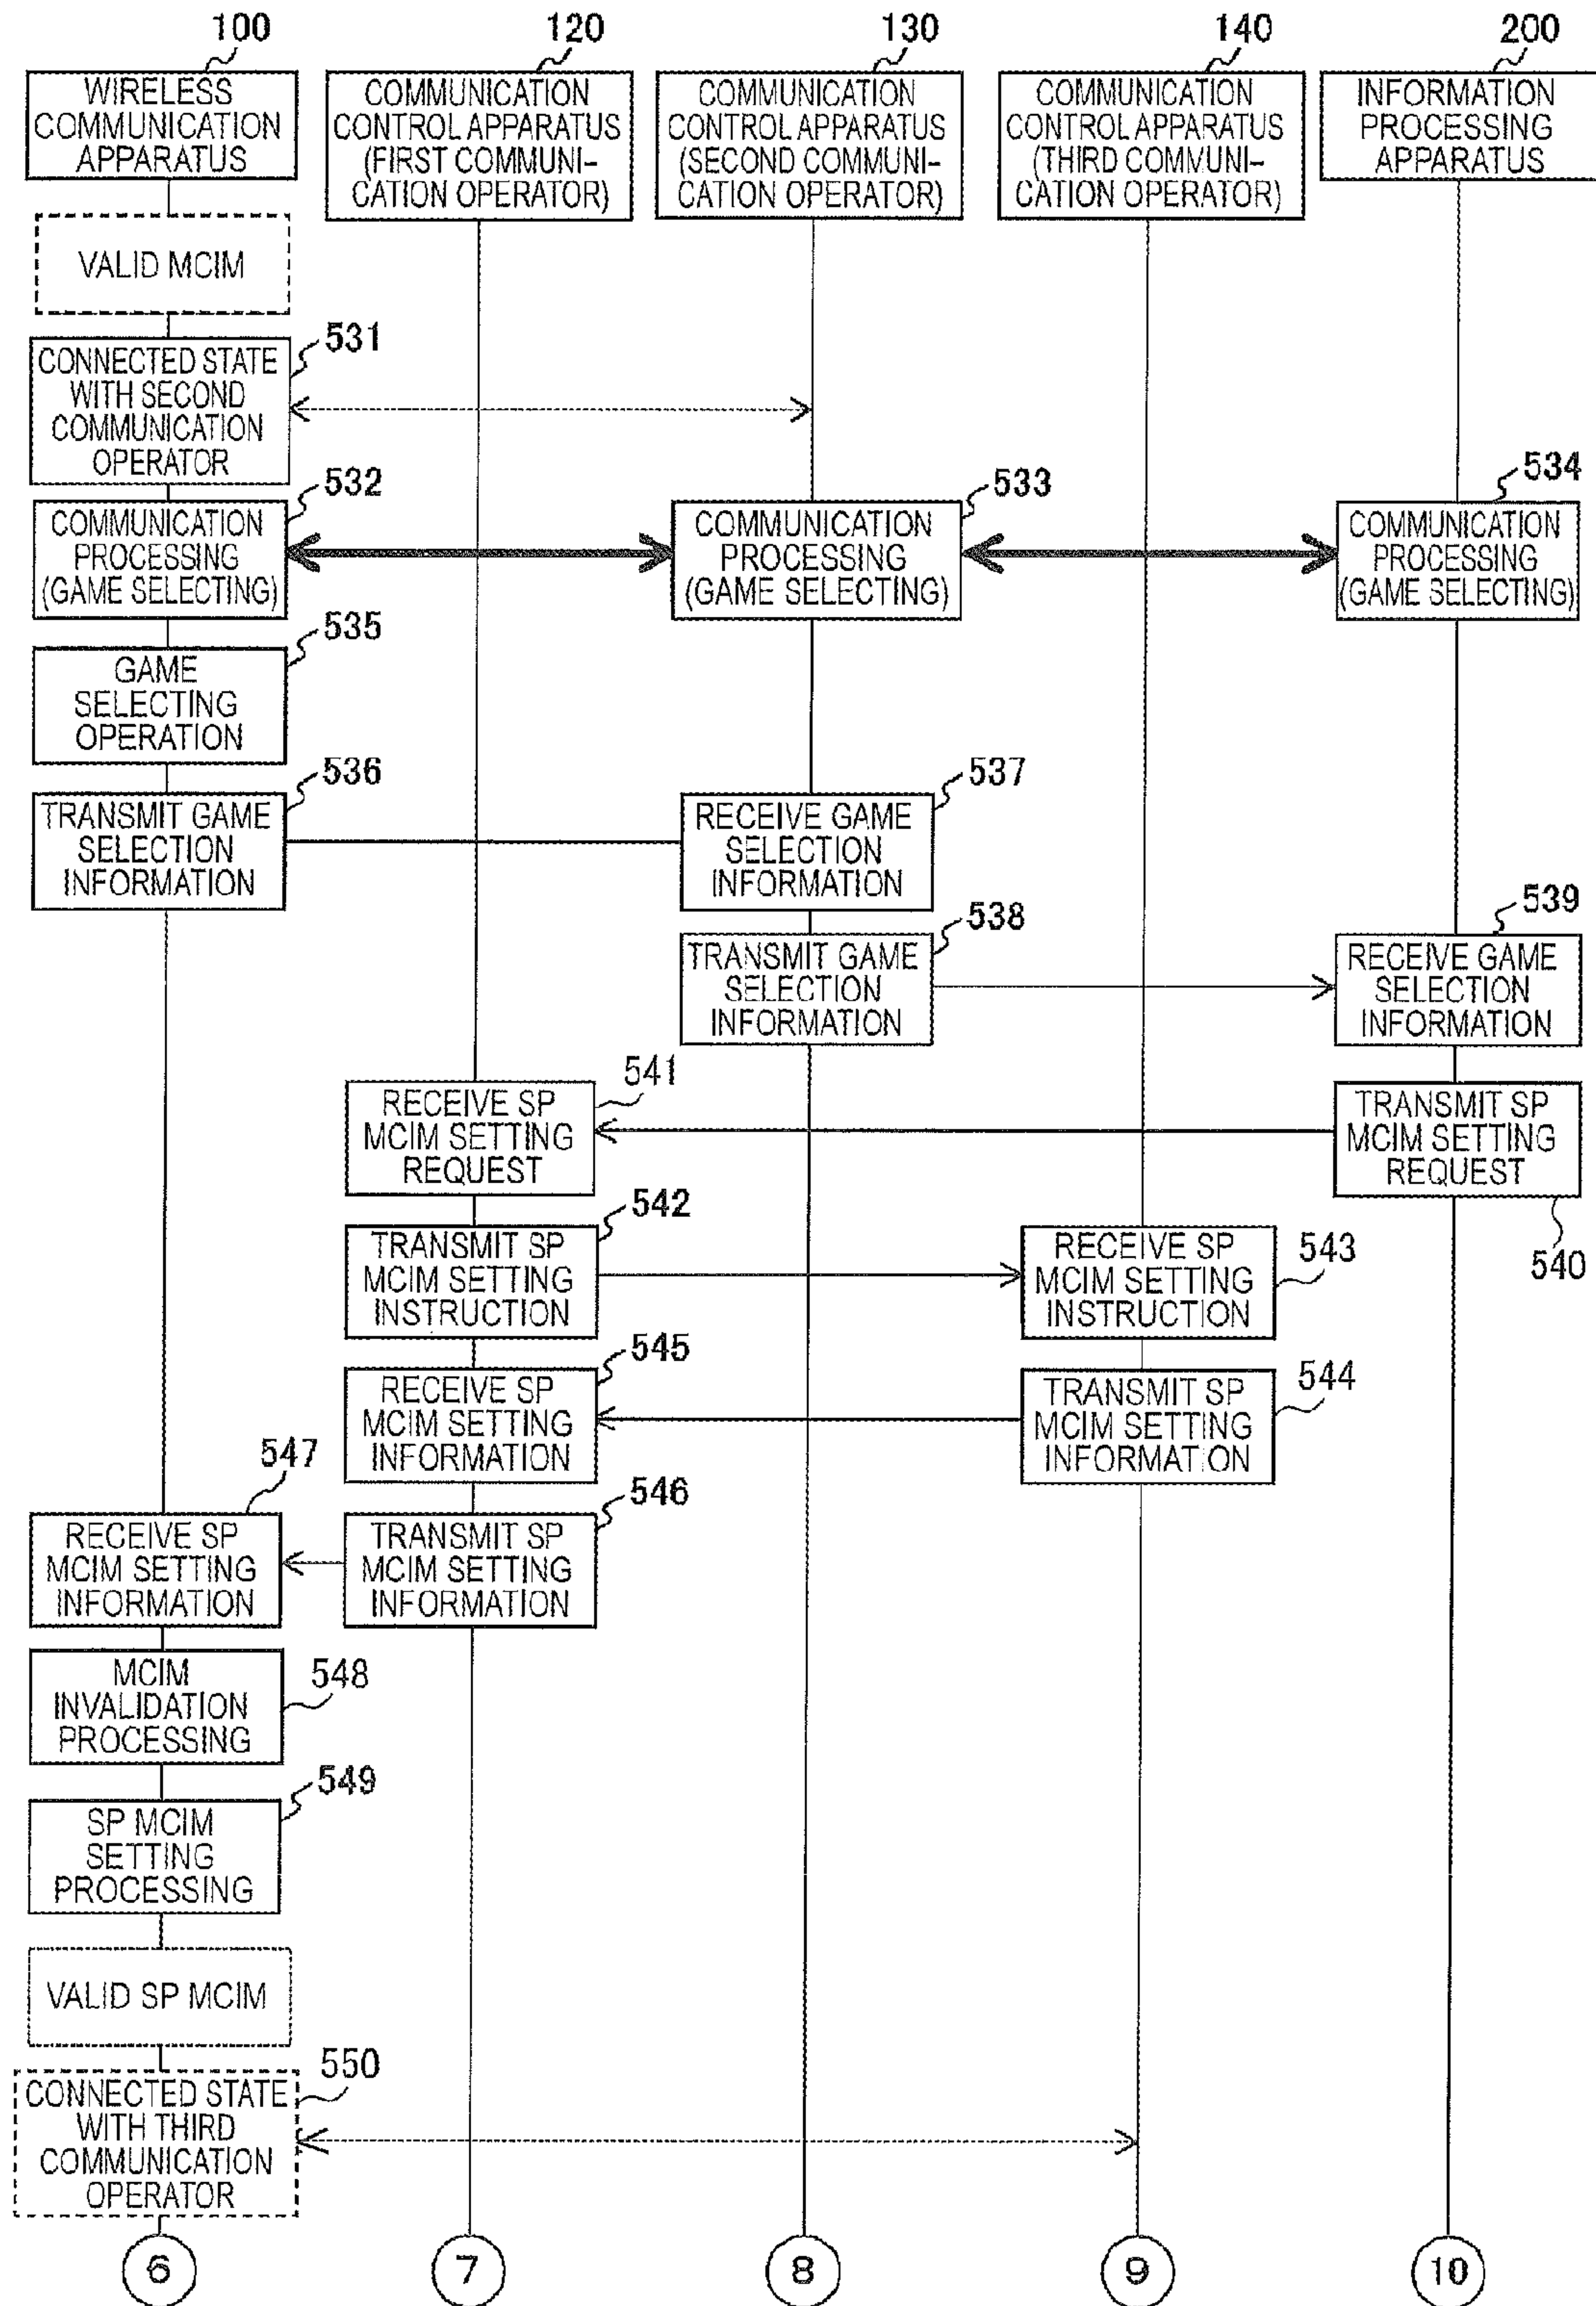 100
120
130
140
200
WIRELESS
COMMUNICATION
APPARATUS
COMMUNICATION
CONTROL APPARATUS
(FIRST COMMUNI-
CATION OPERATOR)
COMMUNICATION
CONTROL APPARATUS
(SECOND COMMUNI-
CATION OPERATOR)
COMMUNICATION
CONTROL APPARATUS
(THIRD COMMUNI-
CATION OPERATOR)
INFORMATION
PROCESSING
APPARATUS
VALID MCIM
531
CONNECTED STATE
WITH SECOND
COMMUNICATION
OPERATOR
532
COMMUNICATION
PROCESSING
(GAME SELECTING)
533
COMMUNICATION
PROCESSING
(GAME SELECTING)
534
COMMUNICATION
PROCESSING
(GAME SELECTING)
535
GAME
SELECTING
OPERATION
536
TRANSMIT GAME
SELECTION
INFORMATION
537
RECEIVE GAME
SELECTION
INFORMATION
538
TRANSMIT GAME
SELECTION
INFORMATION
539
RECEIVE GAME
SELECTION
INFORMATION
541
RECEIVE SP
MCIM SETTING
REQUEST
TRANSMIT SP
MCIM SETTING
REQUEST
540
542
TRANSMIT SP
MCIM SETTING
INSTRUCTION
RECEIVE SP
MCIM SETTING
INSTRUCTION
543
545
RECEIVE SP
MCIM SETTING
INFORMATION
TRANSMIT SP
MCIM SETTING
INFORMATION
544
547
RECEIVE SP
MCIM SETTING
INFORMATION
546
TRANSMIT SP
MCIM SETTING
INFORMATION
MCIM
INVALIDATION
PROCESSING
548
549
SP MCIM
SETTING
PROCESSING
VALID SP MCIM
550
CONNECTED STATE
WITH THIRD
COMMUNICATION
OPERATOR
6
7
8
9
10